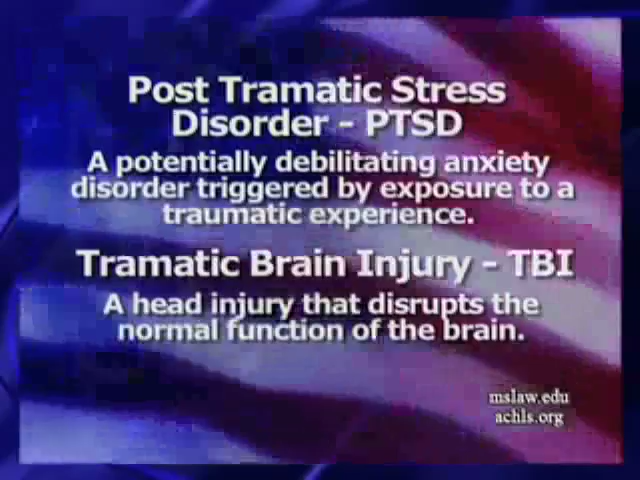 Post Tramatic Stress
Disorder - PTSD
A potentially debilitating anxiety
disorder triggered by exposure to a
traumatic experience.
Tramatic Brain Injury - TBI
A head injury that disrupts the
normal function of the brain.
mslaw.edu
achls.org